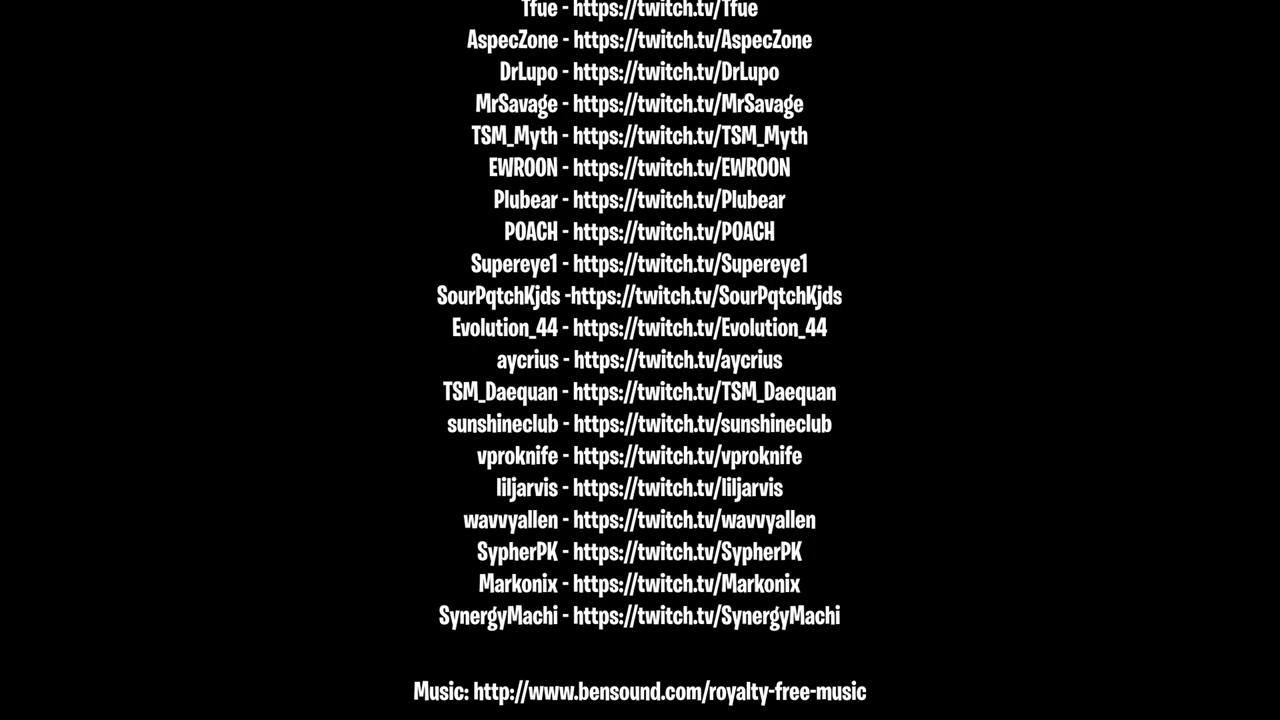 Tfue - https://twitch.tv/Tfue
AspecZone - https://twitch.tv/AspecZone
DrLupo - https://twitch.tv/DrLupo
MrSavage - https://twitch.tv/MrSavage
TSM_Myth - https://twitch.tv/TSM_Myth
EWROON - https://twitch.tv/EWROON
Plubear - https://twitch.tv/Plubear
POACH - https://twitch.tv/POACH
Supereye1 - https://twitch.tv/Supereye1
SourPqtchKjds -https://twitch.tv/SourPqtchKjds
Evolution_44 - https://twitch.tv/Evolution_44
aycrius - https://twitch.tv/aycrius
TSM_Daequan - https://twitch.tv/TSM_Daequan
sunshineclub - https://twitch.tv/sunshineclub
vproknife - https://twitch.tv/vproknife
liljarvis - https://twitch.tv/liljarvis
wavvyallen - https://twitch.tv/wavvyallen
SypherPK - https://twitch.tv/SypherPK
Markonix - https://twitch.tv/Markonix
SynergyMachi - https://twitch.tv/SynergyMachi
Music: http://www.bensound.com/royalty-free-music